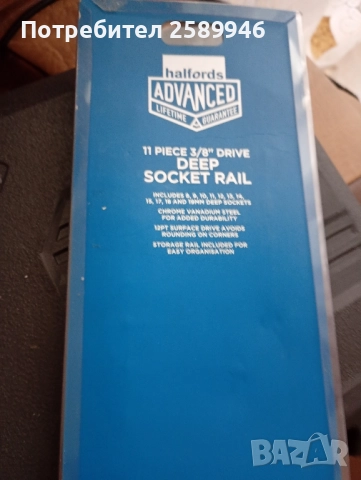 Потребител 2589946
halfords
ADVANCED
LIFETIME GUARANTEE
11 PIECE 3/8" DRIVE
DEEP
SOCKET RAIL
INCLUDES 8, 9, 10, 11, 12, 13, 14,
15, 17, 18 AND 19MM DEEP SOCKETS
CHROME VANADIUM STEEL
FOR ADDED DURABILITY
12PT SURFACE DRIVE AVOIDS
ROUNDING ON CORNERS
STORAGE RAIL INCLUDED FOR
EASY ORGANISATION
BAZAR